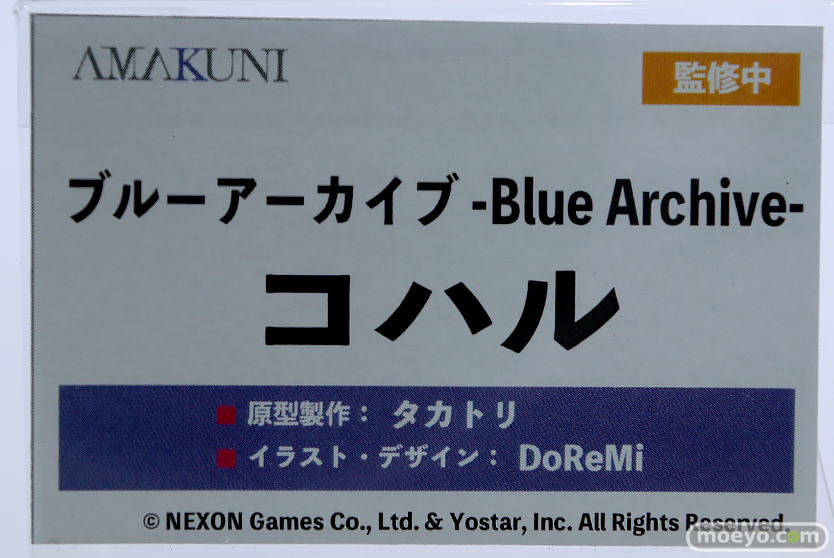 AMAKUNI
監修中
ブルーアーカイブ -Blue Archive-
コハル
■ 原型製作： タカトリ
■ イラスト・デザイン： DoReMi
© NEXON Games Co., Ltd. & Yostar, Inc. All Rights Reserved.
moeyo.com